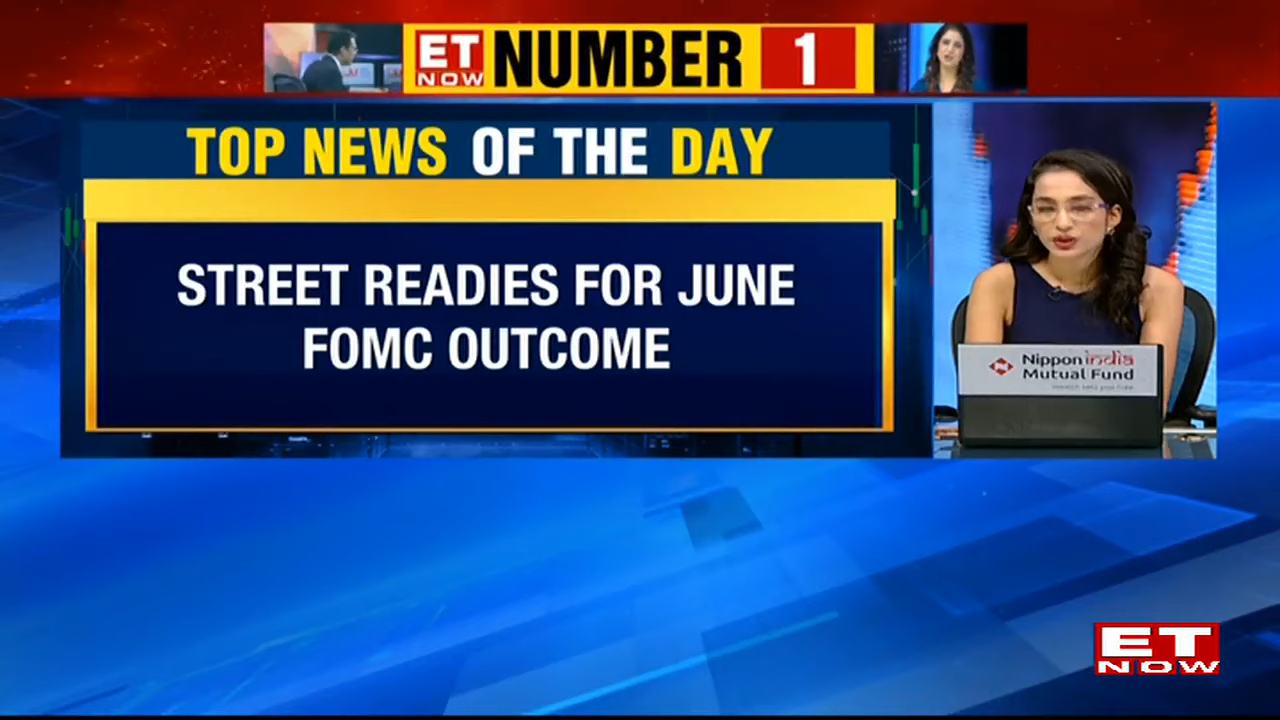 ET NOW NUMBER 1
TOP NEWS OF THE DAY
STREET READIES FOR JUNE
FOMC OUTCOME
Nippon india
Mutual Fund
ET
NOW